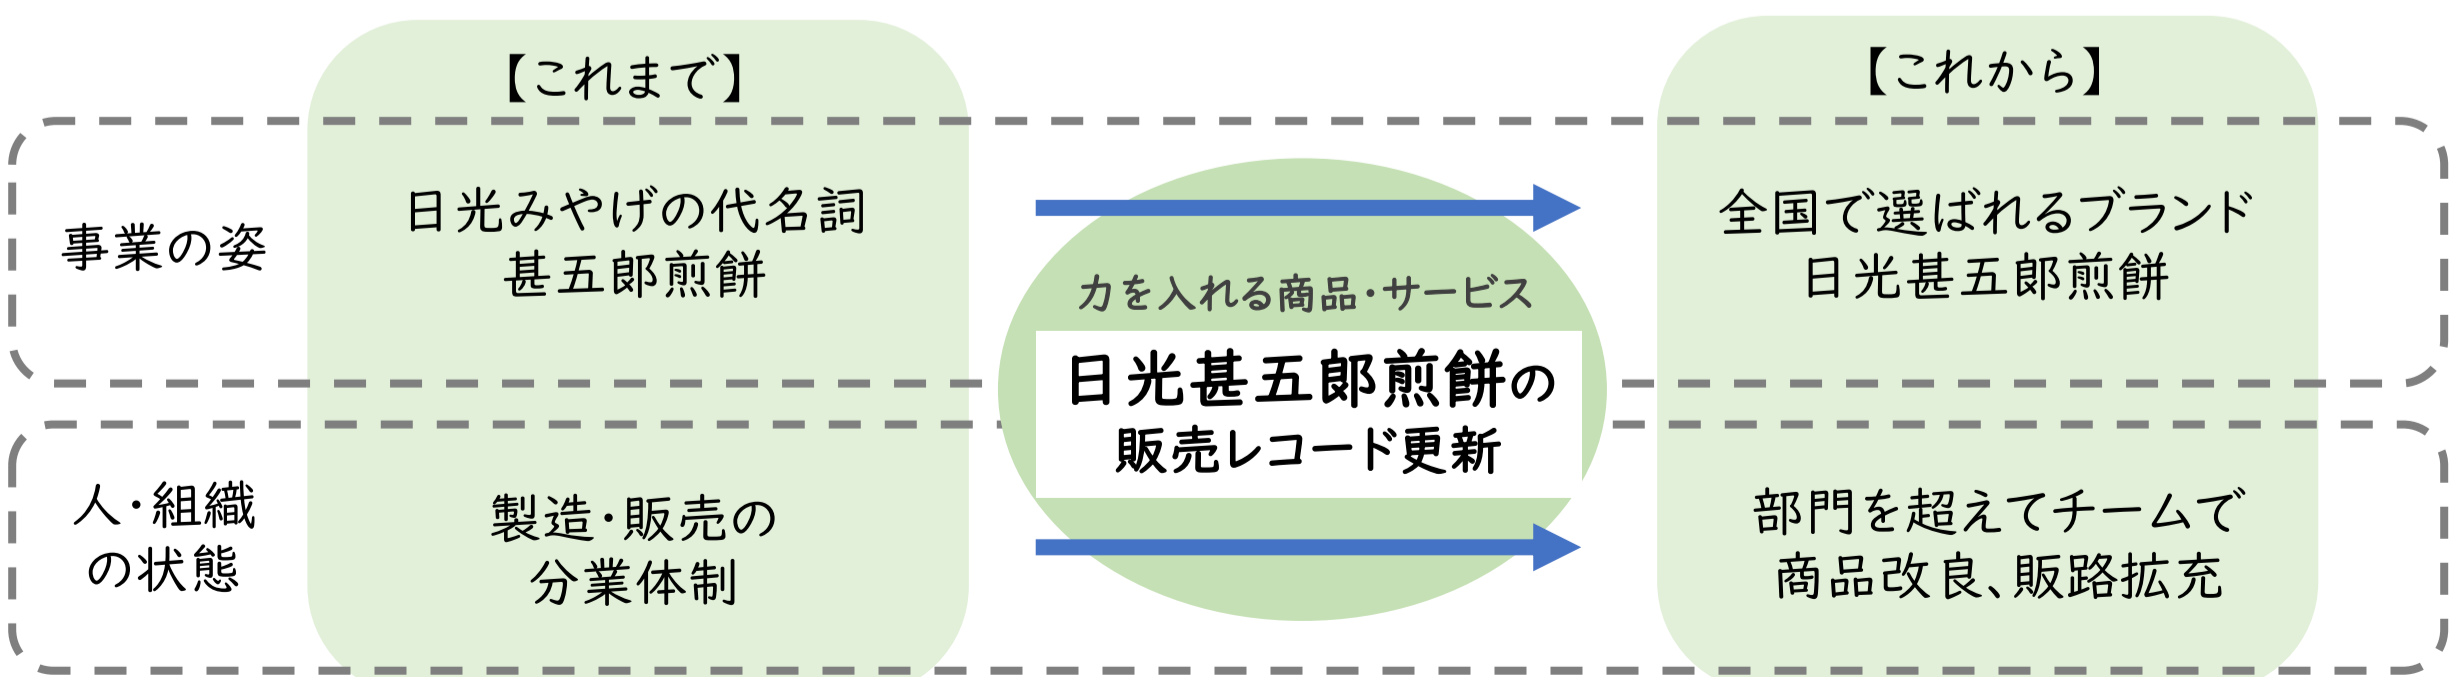 【これまで】
【これから】
事業の姿
日光みやげの代名詞
甚五郎煎餅
全国で選ばれるブランド
日光甚五郎煎餅
力を入れる商品・サービス
日光甚五郎煎餅の
販売レコード更新
人・組織
の状態
製造・販売の
分業体制
部門を超えてチームで
商品改良、販路拡充